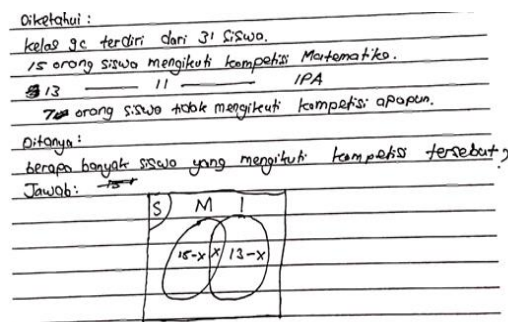 Diketahui :
kelas 9c terdiri dari 31 siswa.
15 orang siswa mengikuti kompetisi Matematika.
13 —— 11 —— IPA
7 orang siswa tidak mengikuti kompetisi apapun.
Ditanya :
berapa banyak siswa yang mengikuti kompetisi tersebut?
Jawab :
S M I
15-x x 13-x